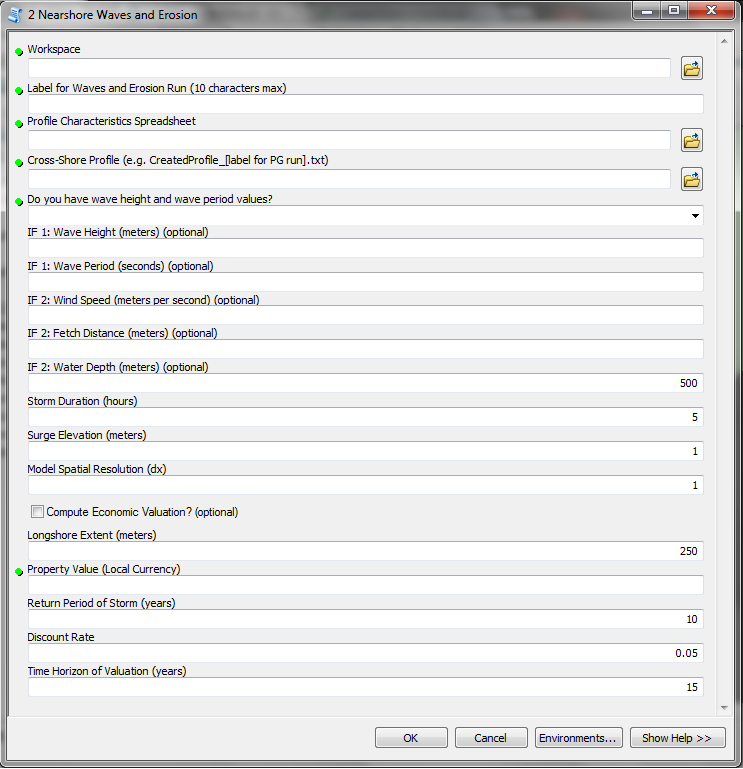 2 Nearshore Waves and Erosion
Workspace
Label for Waves and Erosion Run (10 characters max)
Profile Characteristics Spreadsheet
Cross-Shore Profile (e.g. CreatedProfile_[label for PG run].txt)
Do you have wave height and wave period values?
IF 1: Wave Height (meters) (optional)
IF 1: Wave Period (seconds) (optional)
IF 2: Wind Speed (meters per second) (optional)
IF 2: Fetch Distance (meters) (optional)
IF 2: Water Depth (meters) (optional)
500
Storm Duration (hours)
5
Surge Elevation (meters)
1
Model Spatial Resolution (dx)
1
Compute Economic Valuation? (optional)
Longshore Extent (meters)
250
Property Value (Local Currency)
Return Period of Storm (years)
10
Discount Rate
0.05
Time Horizon of Valuation (years)
15
OK Cancel Environments... Show Help >>